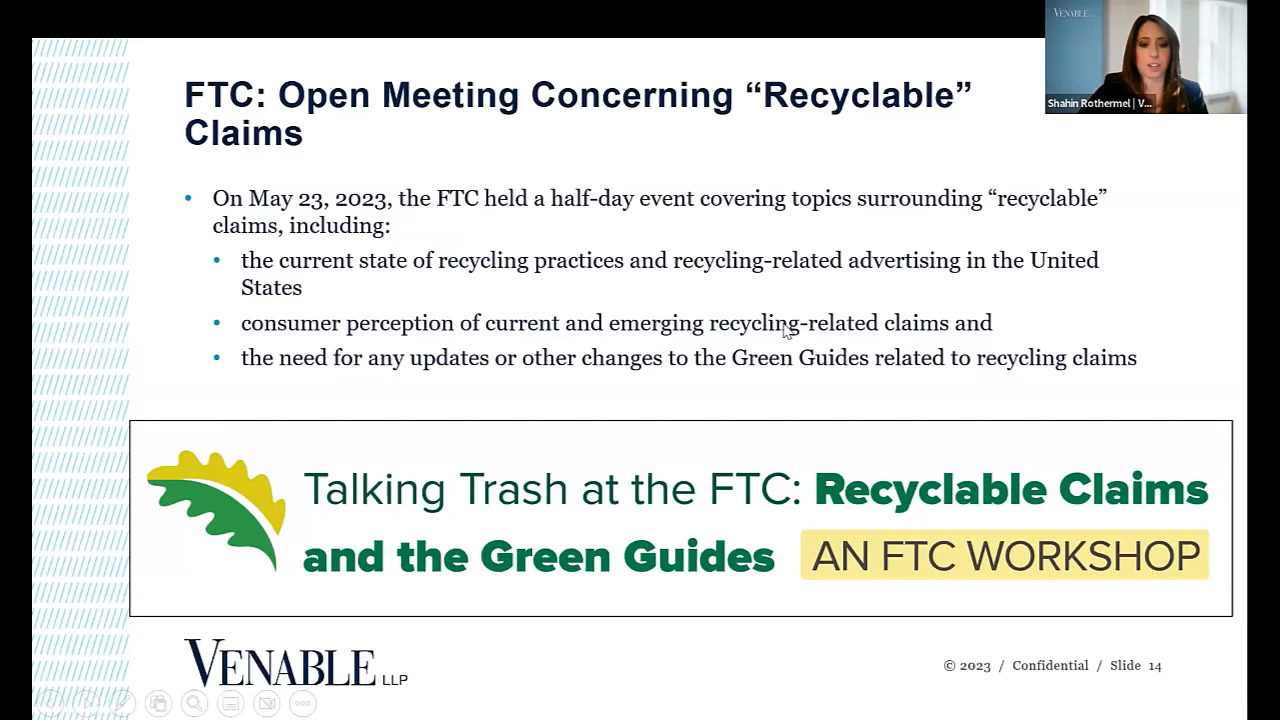 VENABLE
Shahin Rothermel | V...
FTC: Open Meeting Concerning “Recyclable”
Claims
• On May 23, 2023, the FTC held a half-day event covering topics surrounding “recyclable”
claims, including:
• the current state of recycling practices and recycling-related advertising in the United
States
• consumer perception of current and emerging recycling-related claims and
• the need for any updates or other changes to the Green Guides related to recycling claims
Talking Trash at the FTC: Recyclable Claims
and the Green Guides AN FTC WORKSHOP
VENABLE LLP
© 2023 / Confidential / Slide 14